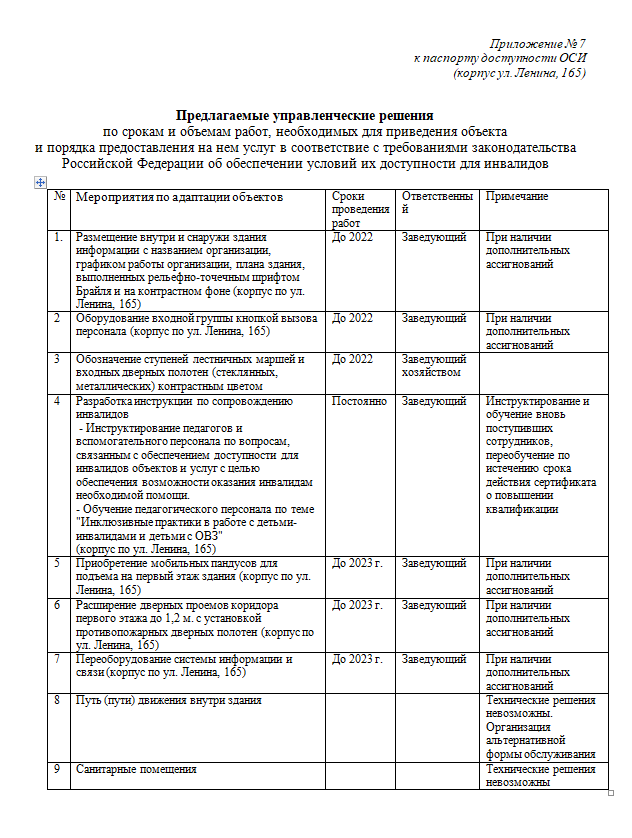 Приложение № 7
к паспорту доступности ОСИ
(корпус ул. Ленина, 165)
Предлагаемые управленческие решения
по срокам и объемам работ, необходимых для приведения объекта
и порядка предоставления на нем услуг в соответствие с требованиями законодательства
Российской Федерации об обеспечении условий их доступности для инвалидов
№
Мероприятия по адаптации объектов
Сроки
проведения
работ
Ответственны
й
Примечание
1.
Размещение внутри и снаружи здания
информации с названием организации,
графиком работы организации, плана здания,
выполненных рельефно-точечным шрифтом
Брайля и на контрастном фоне (корпус по ул.
Ленина, 165)
До 2022
Заведующий
При наличии
дополнительных
ассигнований
2
Оборудование входной группы кнопкой вызова
персонала (корпус по ул. Ленина, 165)
До 2022
Заведующий
При наличии
дополнительных
ассигнований
3
Обозначение ступеней лестничных маршей и
входных дверных полотен (стеклянных,
металлических) контрастным цветом
До 2022
Заведующий
хозяйством
4
Разработка инструкции по сопровождению
инвалидов
- Инструктирование педагогов и
вспомогательного персонала по вопросам,
связанным с обеспечением доступности для
инвалидов объектов и услуг с целью
обеспечения возможности оказания инвалидам
необходимой помощи.
- Обучение педагогического персонала по теме
"Инклюзивные практики в работе с детьми-
инвалидами и детьми с ОВЗ"
(корпус по ул. Ленина, 165)
Постоянно
Заведующий
Инструктирование и
обучение вновь
поступивших
сотрудников,
переобучение по
истечению срока
действия сертификата
о повышении
квалификации
5
Приобретение мобильных пандусов для
подъема на первый этаж здания (корпус по ул.
Ленина, 165)
До 2023 г.
Заведующий
При наличии
дополнительных
ассигнований
6
Расширение дверных проемов коридора
первого этажа до 1,2 м. с установкой
противопожарных дверных полотен (корпус по
ул. Ленина, 165)
До 2023 г.
Заведующий
При наличии
дополнительных
ассигнований
7
Переоборудование системы информации и
связи (корпус по ул. Ленина, 165)
До 2023 г.
Заведующий
При наличии
дополнительных
ассигнований
8
Путь (пути) движения внутри здания
Технические решения
невозможны.
Организация
альтернативной
формы обслуживания
9
Санитарные помещения
Технические решения
невозможны